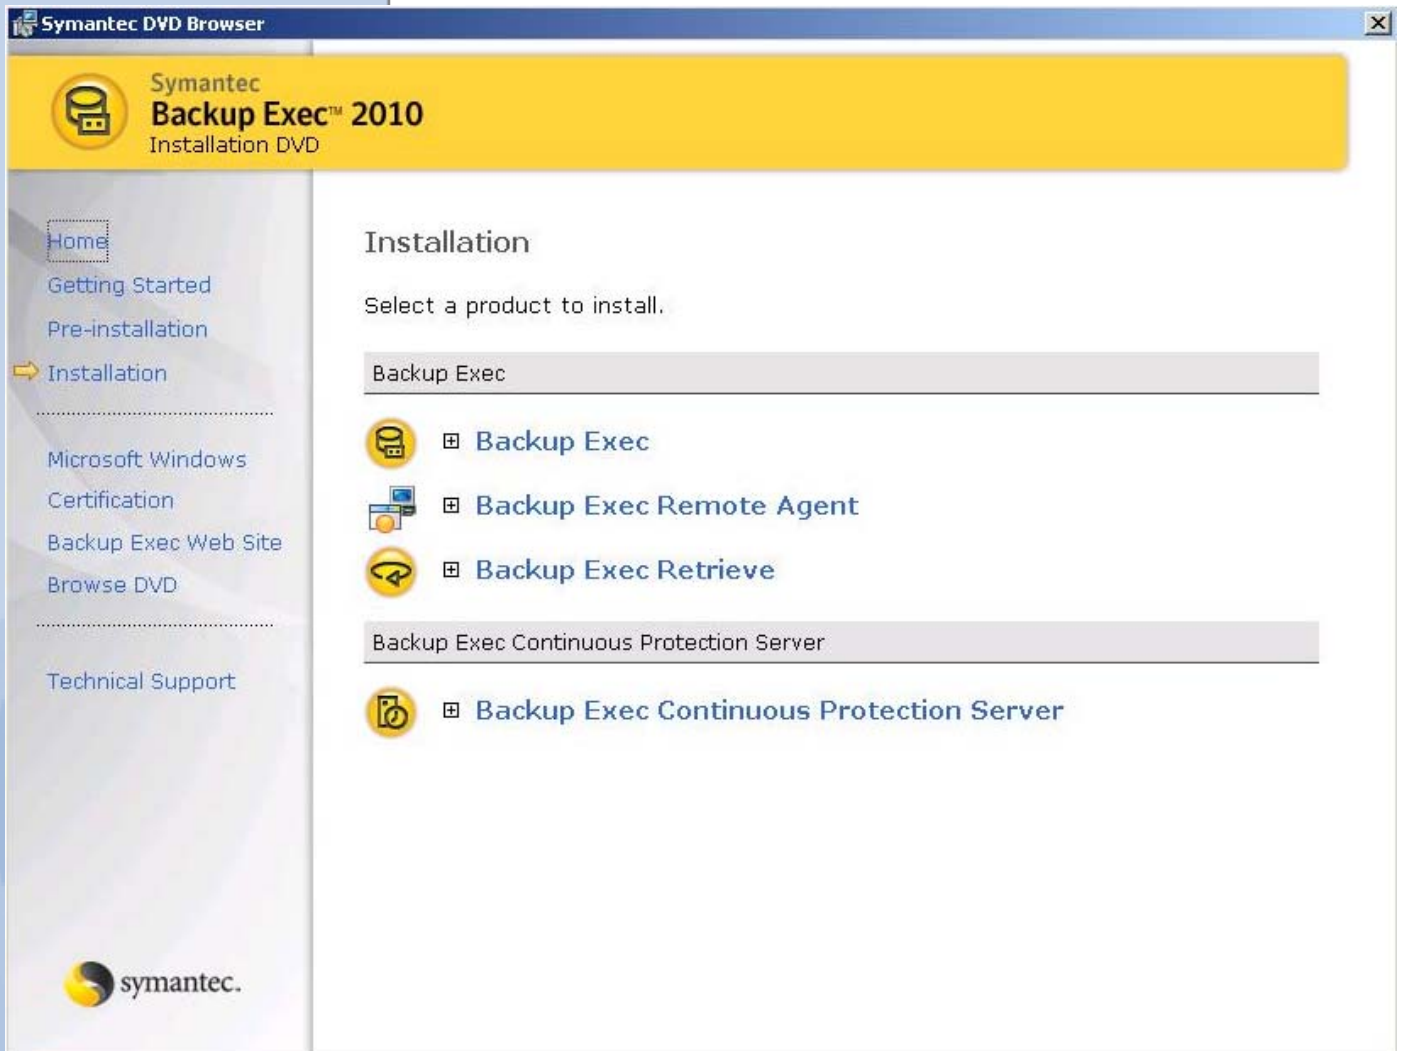 Symantec DVD Browser
Symantec
Backup Exec™ 2010
Installation DVD
Home
Getting Started
Pre-installation
Installation
Microsoft Windows
Certification
Backup Exec Web Site
Browse DVD
Technical Support
symantec.
Installation
Select a product to install.
Backup Exec
Backup Exec
Backup Exec Remote Agent
Backup Exec Retrieve
Backup Exec Continuous Protection Server
Backup Exec Continuous Protection Server